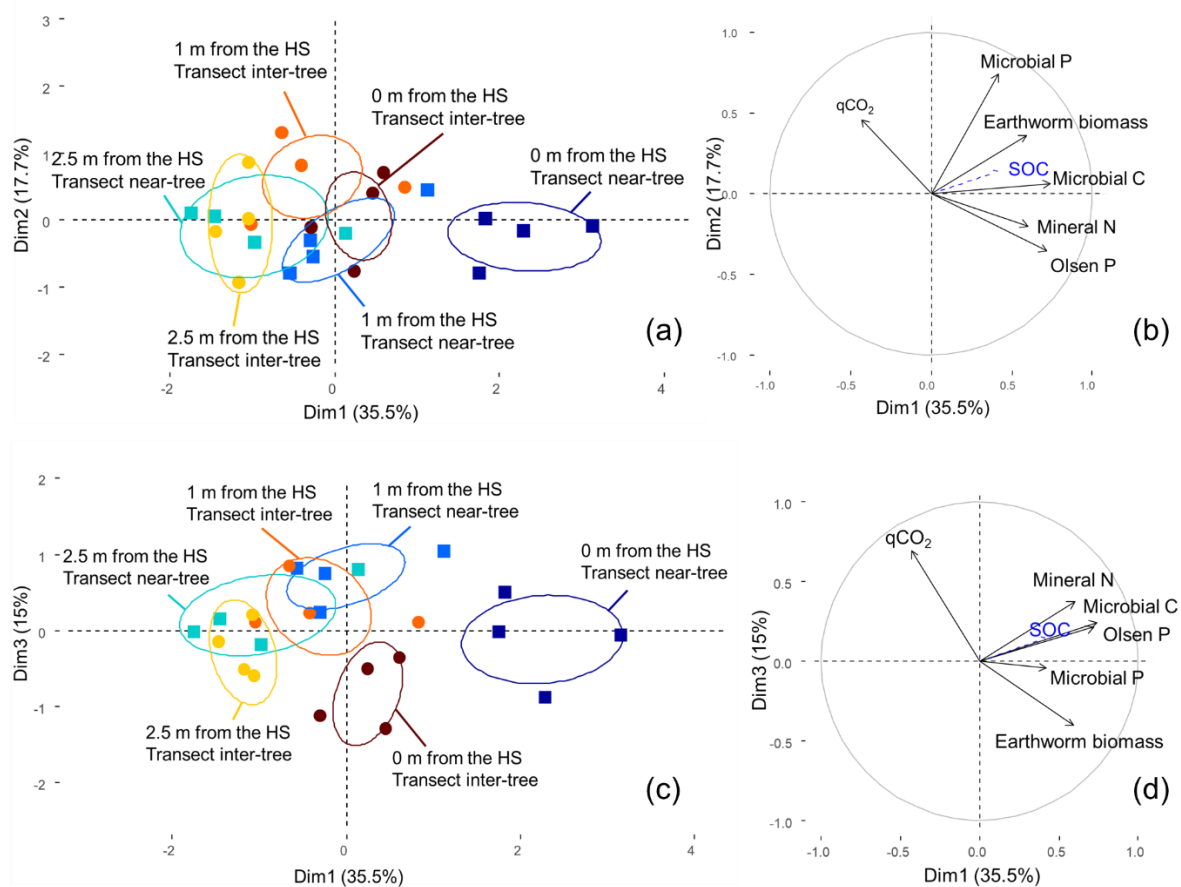 3
2
1
0
-1
-2
Dim2 (17.7%)
-2
0
2
4
Dim1 (35.5%)
1 m from the HS
Transect inter-tree
0 m from the HS
Transect inter-tree
2.5 m from the HS
Transect near-tree
0 m from the HS
Transect near-tree
2.5 m from the HS
Transect inter-tree
1 m from the HS
Transect near-tree
(a)
1.0
0.5
0.0
-0.5
-1.0
Dim2 (17.7%)
-1.0
-0.5
0.0
0.5
1.0
Dim1 (35.5%)
Microbial P
qCO₂
Earthworm biomass
SOC
Microbial C
Mineral N
Olsen P
(b)
2
1
0
-1
-2
Dim3 (15%)
-2
0
2
4
Dim1 (35.5%)
1 m from the HS
Transect inter-tree
1 m from the HS
Transect near-tree
2.5 m from the HS
Transect near-tree
0 m from the HS
Transect near-tree
2.5 m from the HS
Transect inter-tree
0 m from the HS
Transect inter-tree
(c)
1.0
0.5
0.0
-0.5
-1.0
Dim3 (15%)
-1.0
-0.5
0.0
0.5
1.0
Dim1 (35.5%)
qCO₂
Mineral N
Microbial C
SOC
Olsen P
Microbial P
Earthworm biomass
(d)